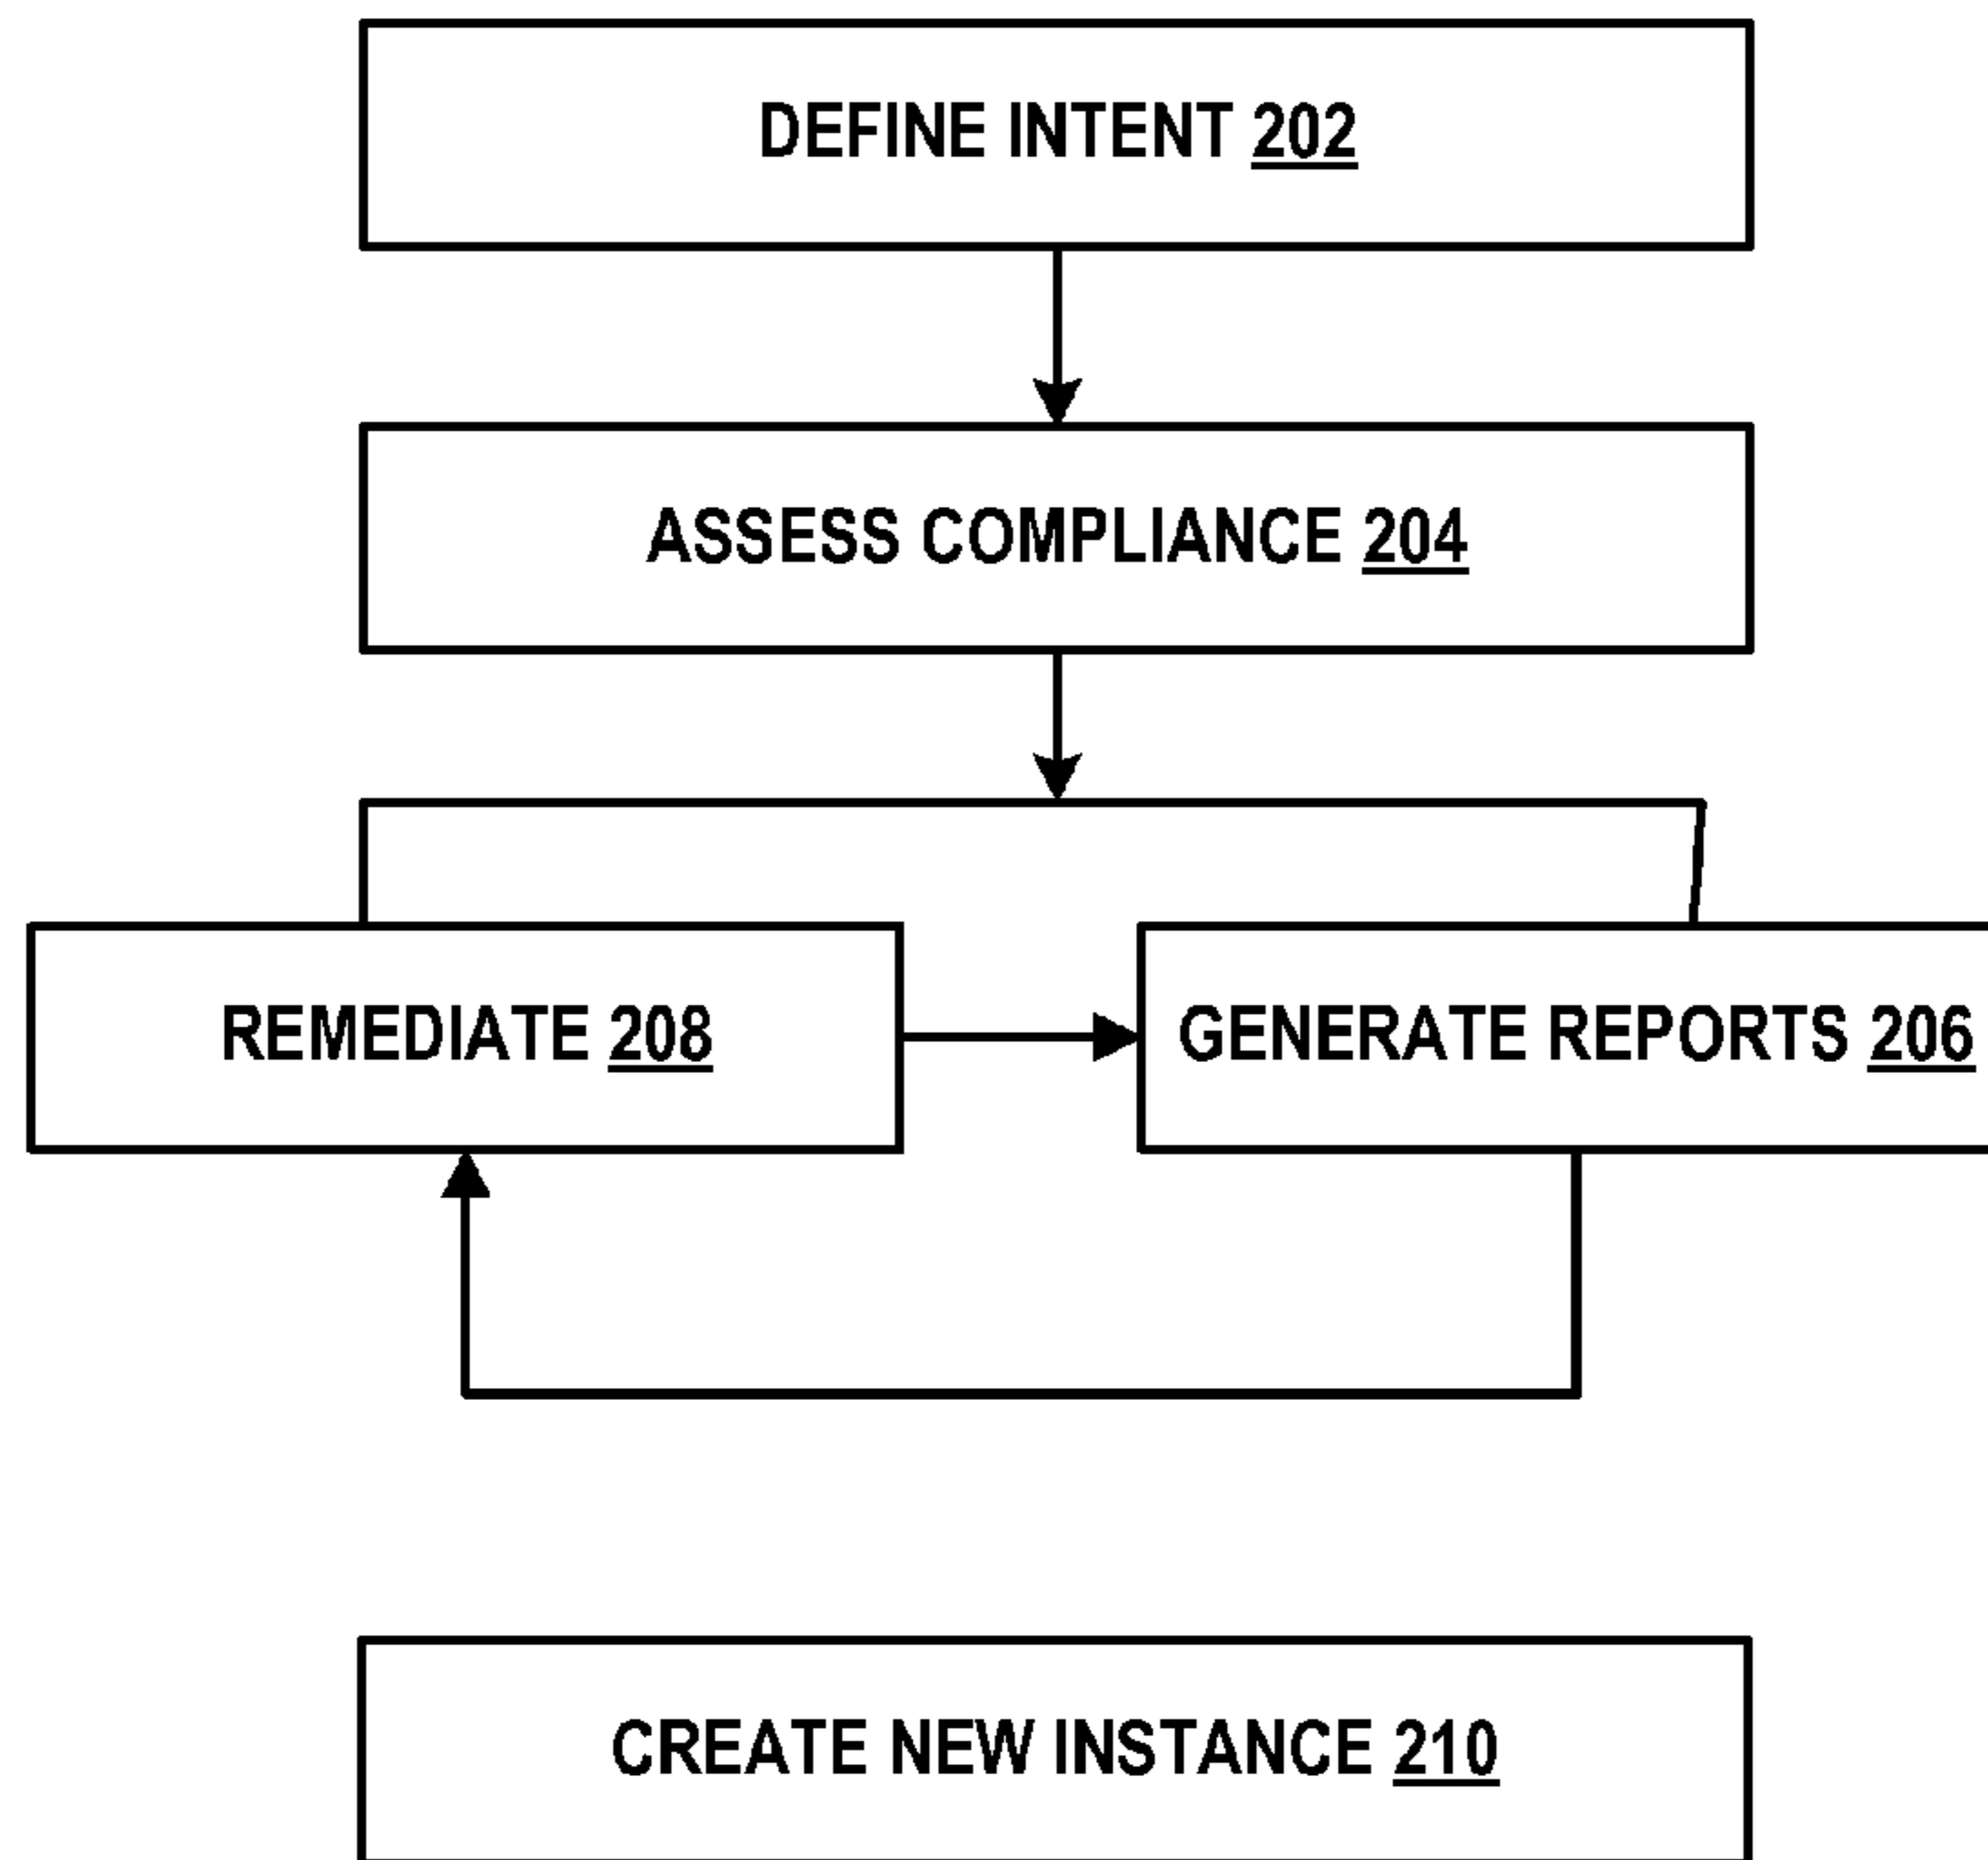 DEFINE INTENT 202
ASSESS COMPLIANCE 204
REMEDIATE 208
GENERATE REPORTS 206
CREATE NEW INSTANCE 210